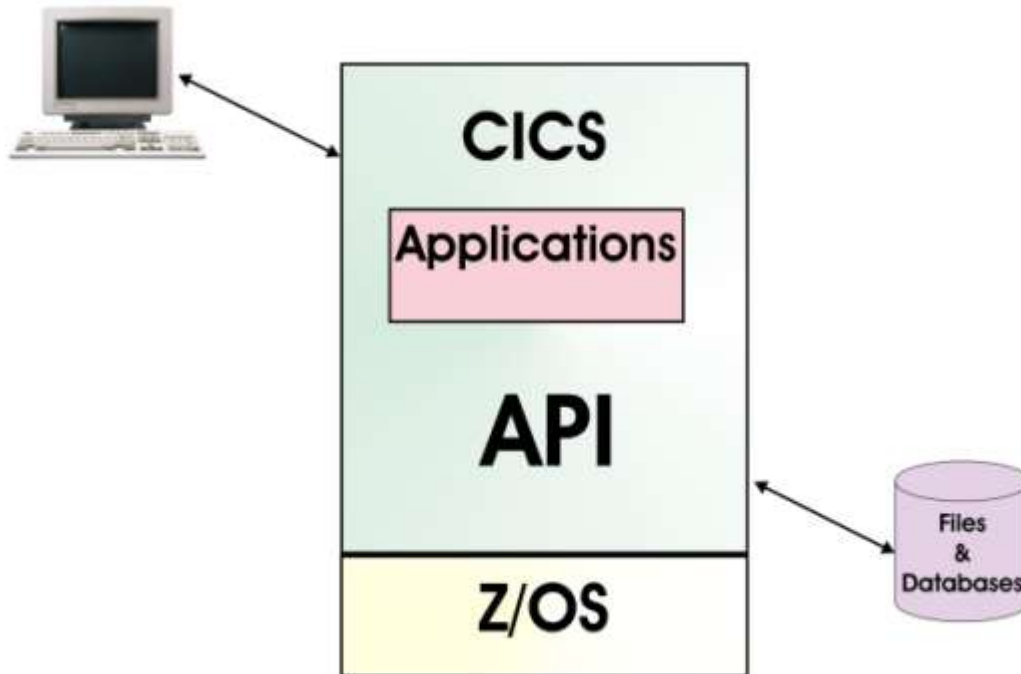 CICS
Applications
API
Files
&
Databases
Z/OS